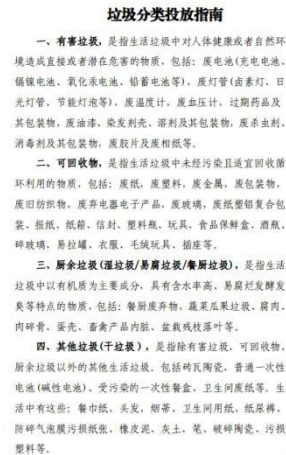 垃圾分类投放指南
一、有害垃圾，是指生活垃圾中对人体健康或者自然环
境造成直接或者潜在危害的物质，包括：废电池(充电电池、
镉镍电池、氧化汞电池、铅蓄电池等)，废灯管(卤素灯、日
光灯管、节能灯泡等)，废温度计，废血压计，过期药品及
其包装物，废油漆、染发剂壳、溶剂及其包装物，废杀虫剂、
消毒剂及其包装物，废胶片及废相纸等。
二、可回收物，是指生活垃圾中未经污染且适宜回收循
环利用的物质，包括：废纸，废塑料，废金属，废包装物，
废旧纺织物，废弃电器电子产品，废玻璃，废纸塑铝复合包
装、报纸、纸箱、信封、塑料瓶、玩具、食品保鲜盒、酒瓶、
碎玻璃、易拉罐、衣服、毛绒玩具、插座等。
三、厨余垃圾(湿垃圾/易腐垃圾/餐厨垃圾)，是指生活
垃圾中以有机质为主要成分，具有含水率高、易腐烂发酵发
臭等特点的物质，包括：餐厨废弃物、蔬菜瓜果垃圾、腐肉、
肉碎骨、蛋壳、畜禽产品内脏、盆栽残枝落叶等。
四、其他垃圾(干垃圾)，是指除有害垃圾、可回收物、
厨余垃圾以外的其他生活垃圾。包括砖瓦陶瓷、普通一次性
电池(碱性电池)、受污染的一次性餐盒、卫生间废纸等，生
活中有这些：餐巾纸、头发、烟蒂、卫生间用纸、纸尿裤、
防碎气泡膜污损纸张、橡皮泥、灰土、笔、破碎陶瓷、污损
塑料等。